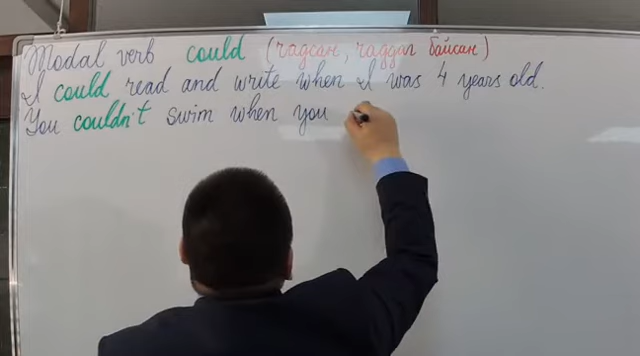 Modal verb could (чадсан, чаддаг байсан)
I could read and write when I was 4 years old.
You couldn't swim when you